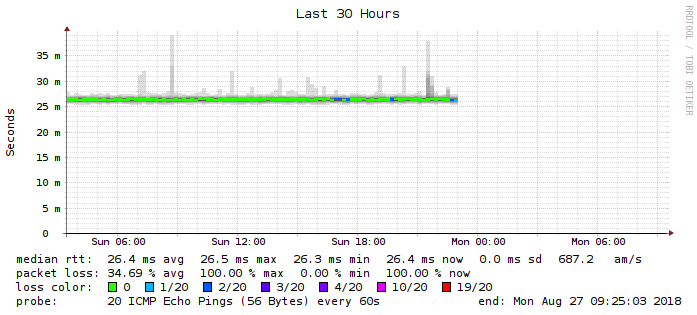 Last 30 Hours
RRDTOOL / TOBI OETIKER
Seconds
35 m
30 m
25 m
20 m
15 m
10 m
5 m
0
Sun 06:00 Sun 12:00 Sun 18:00 Mon 00:00 Mon 06:00
median rtt: 26.4 ms avg 26.5 ms max 26.3 ms min 26.4 ms now 0.0 ms sd 687.2 am/s
packet loss: 34.69 % avg 100.00 % max 0.00 % min 100.00 % now
loss color: 0 1/20 2/20 3/20 4/20 10/20 19/20
probe: 20 ICMP Echo Pings (56 Bytes) every 60s end: Mon Aug 27 09:25:03 2018